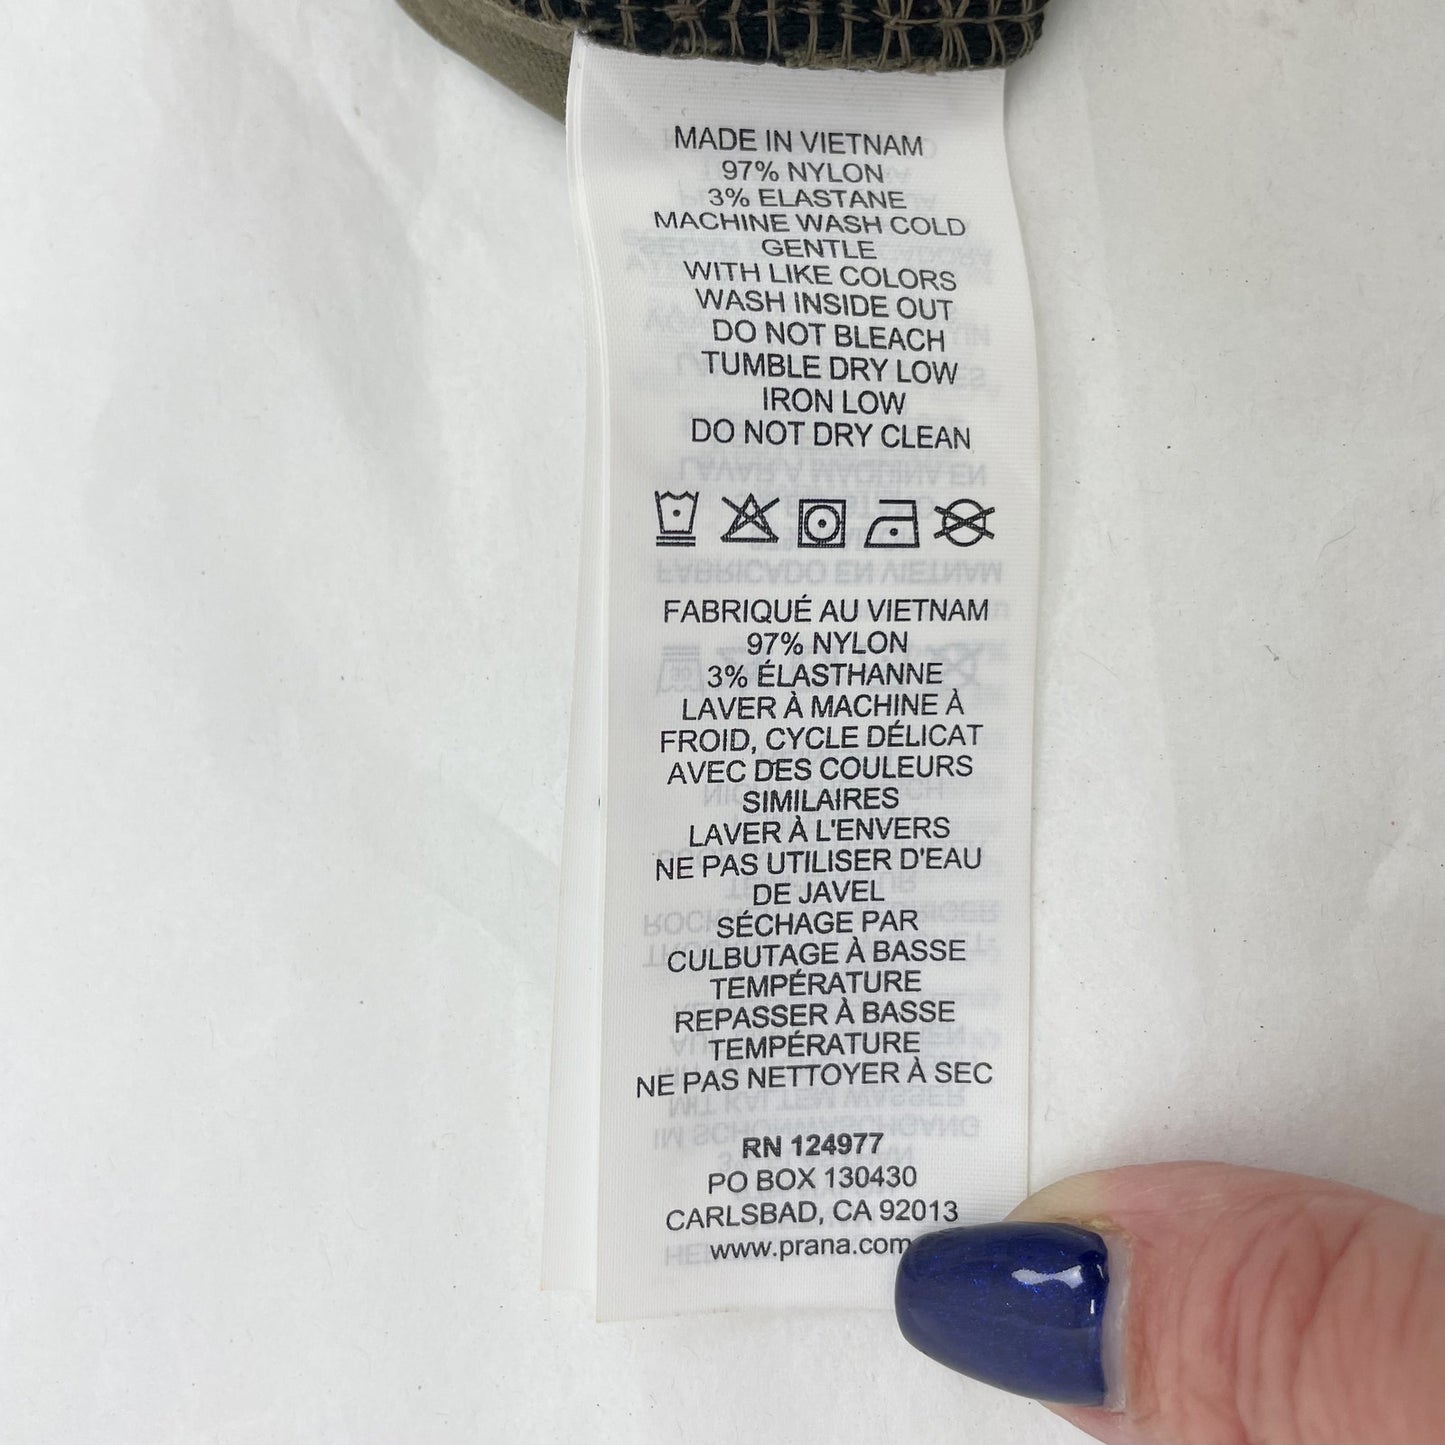 MADE IN VIETNAM
97% NYLON
3% ELASTANE
MACHINE WASH COLD
GENTLE
WITH LIKE COLORS
WASH INSIDE OUT
DO NOT BLEACH
TUMBLE DRY LOW
IRON LOW
DO NOT DRY CLEAN
FABRIQUÉ AU VIETNAM
97% NYLON
3% ÉLASTHANNE
LAVER À MACHINE À
FROID, CYCLE DÉLICAT
AVEC DES COULEURS
SIMILAIRES
LAVER À L'ENVERS
NE PAS UTILISER D'EAU
DE JAVEL
SÉCHAGE PAR
CULBUTAGE À BASSE
TEMPÉRATURE
REPASSER À BASSE
TEMPÉRATURE
NE PAS NETTOYER À SEC
RN 124977
PO BOX 130430
CARLSBAD, CA 92013
www.prana.com